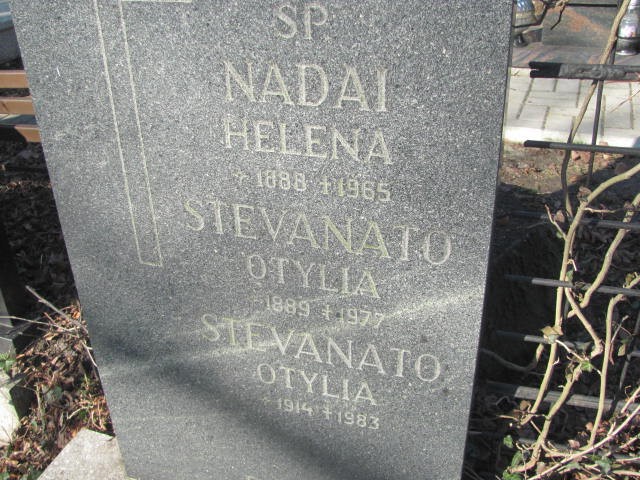 SP
NADAI
HELENA
* 1888 + 1965
STEVANATO
OTYLIA
* 1889 + 1977
STEVANATO
OTYLIA
* 1914 + 1983